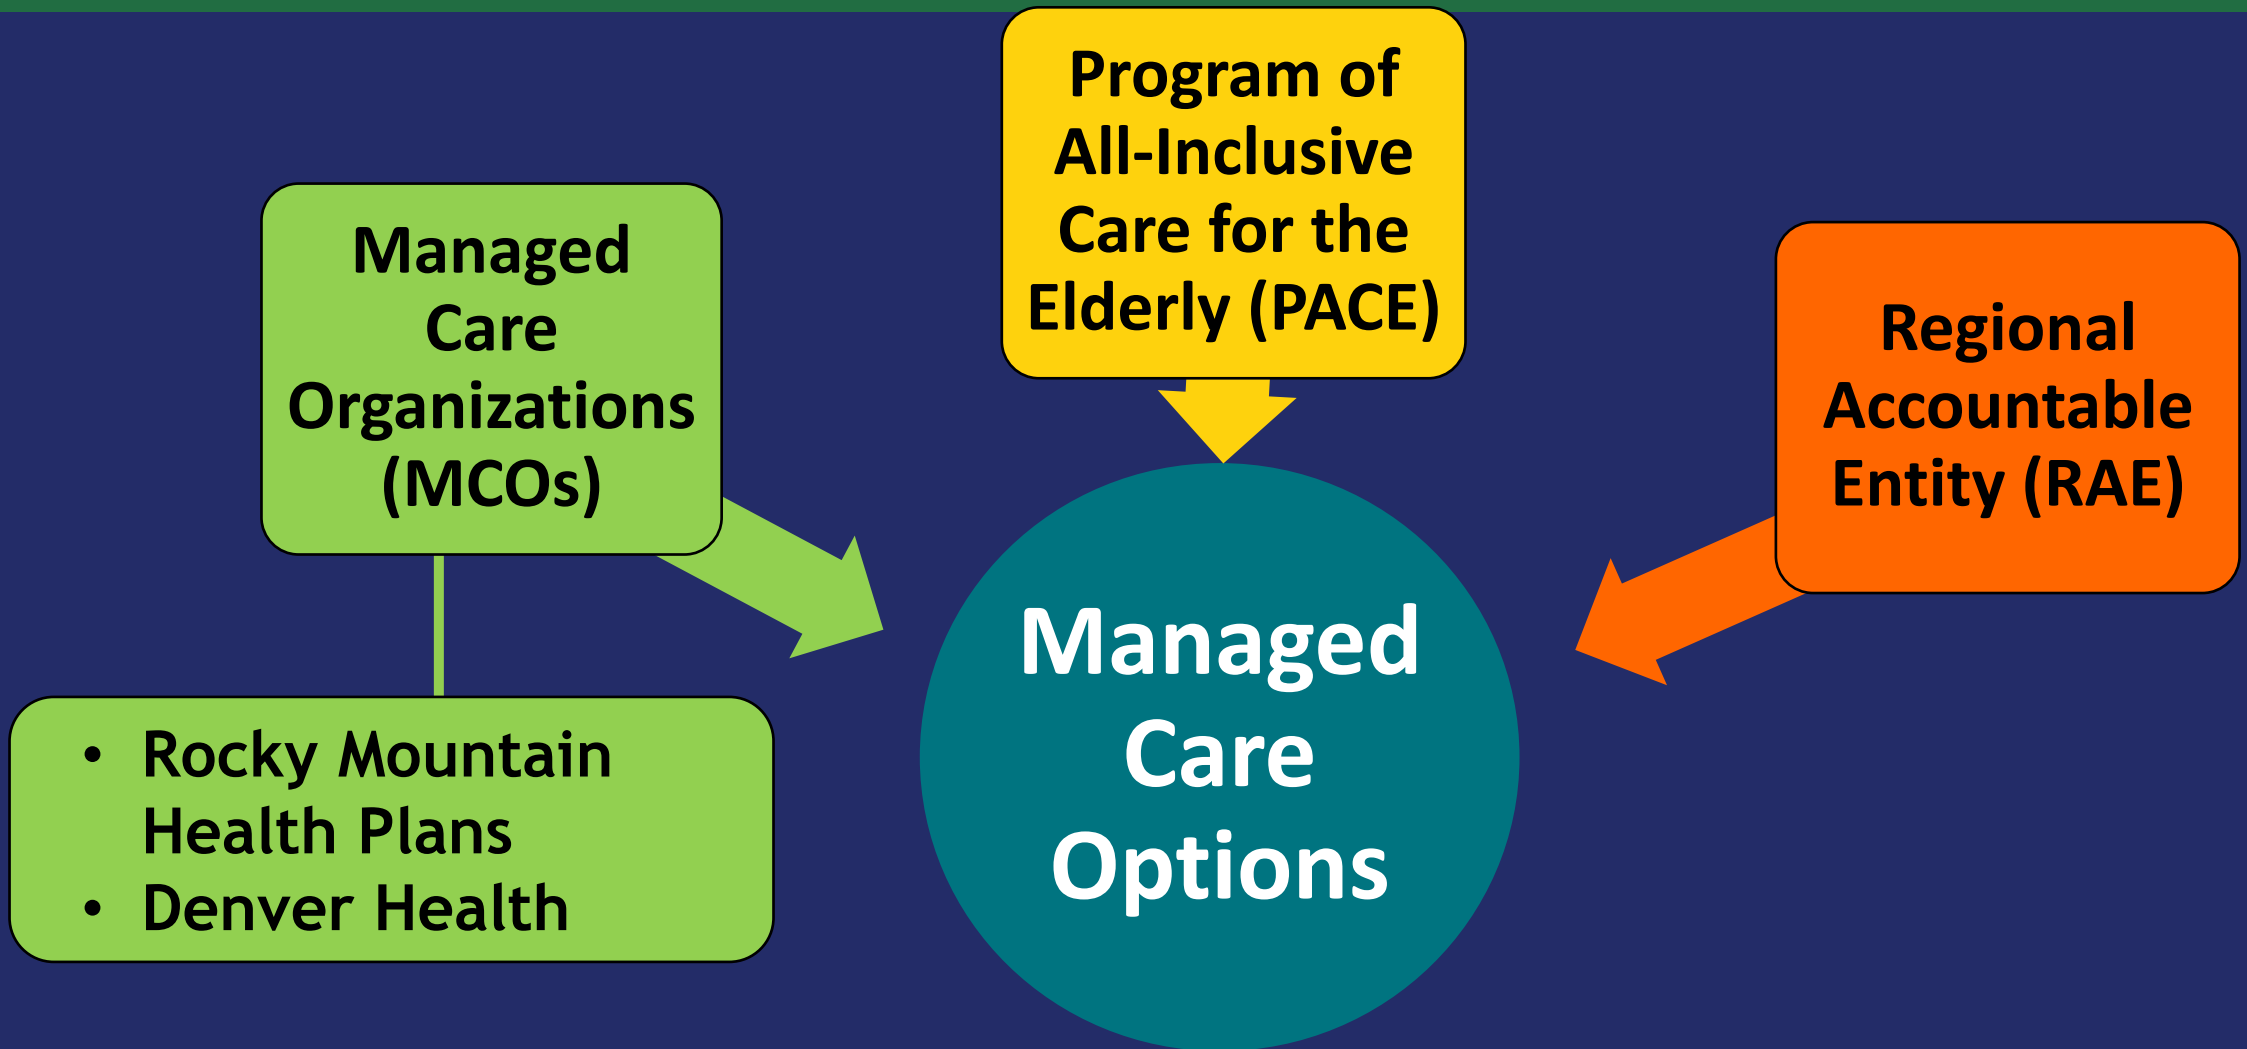 Program of
All-Inclusive
Care for the
Elderly (PACE)
Managed
Care
Organizations
(MCOs)
Regional
Accountable
Entity (RAE)
Managed
Care
Options
• Rocky Mountain
Health Plans
• Denver Health